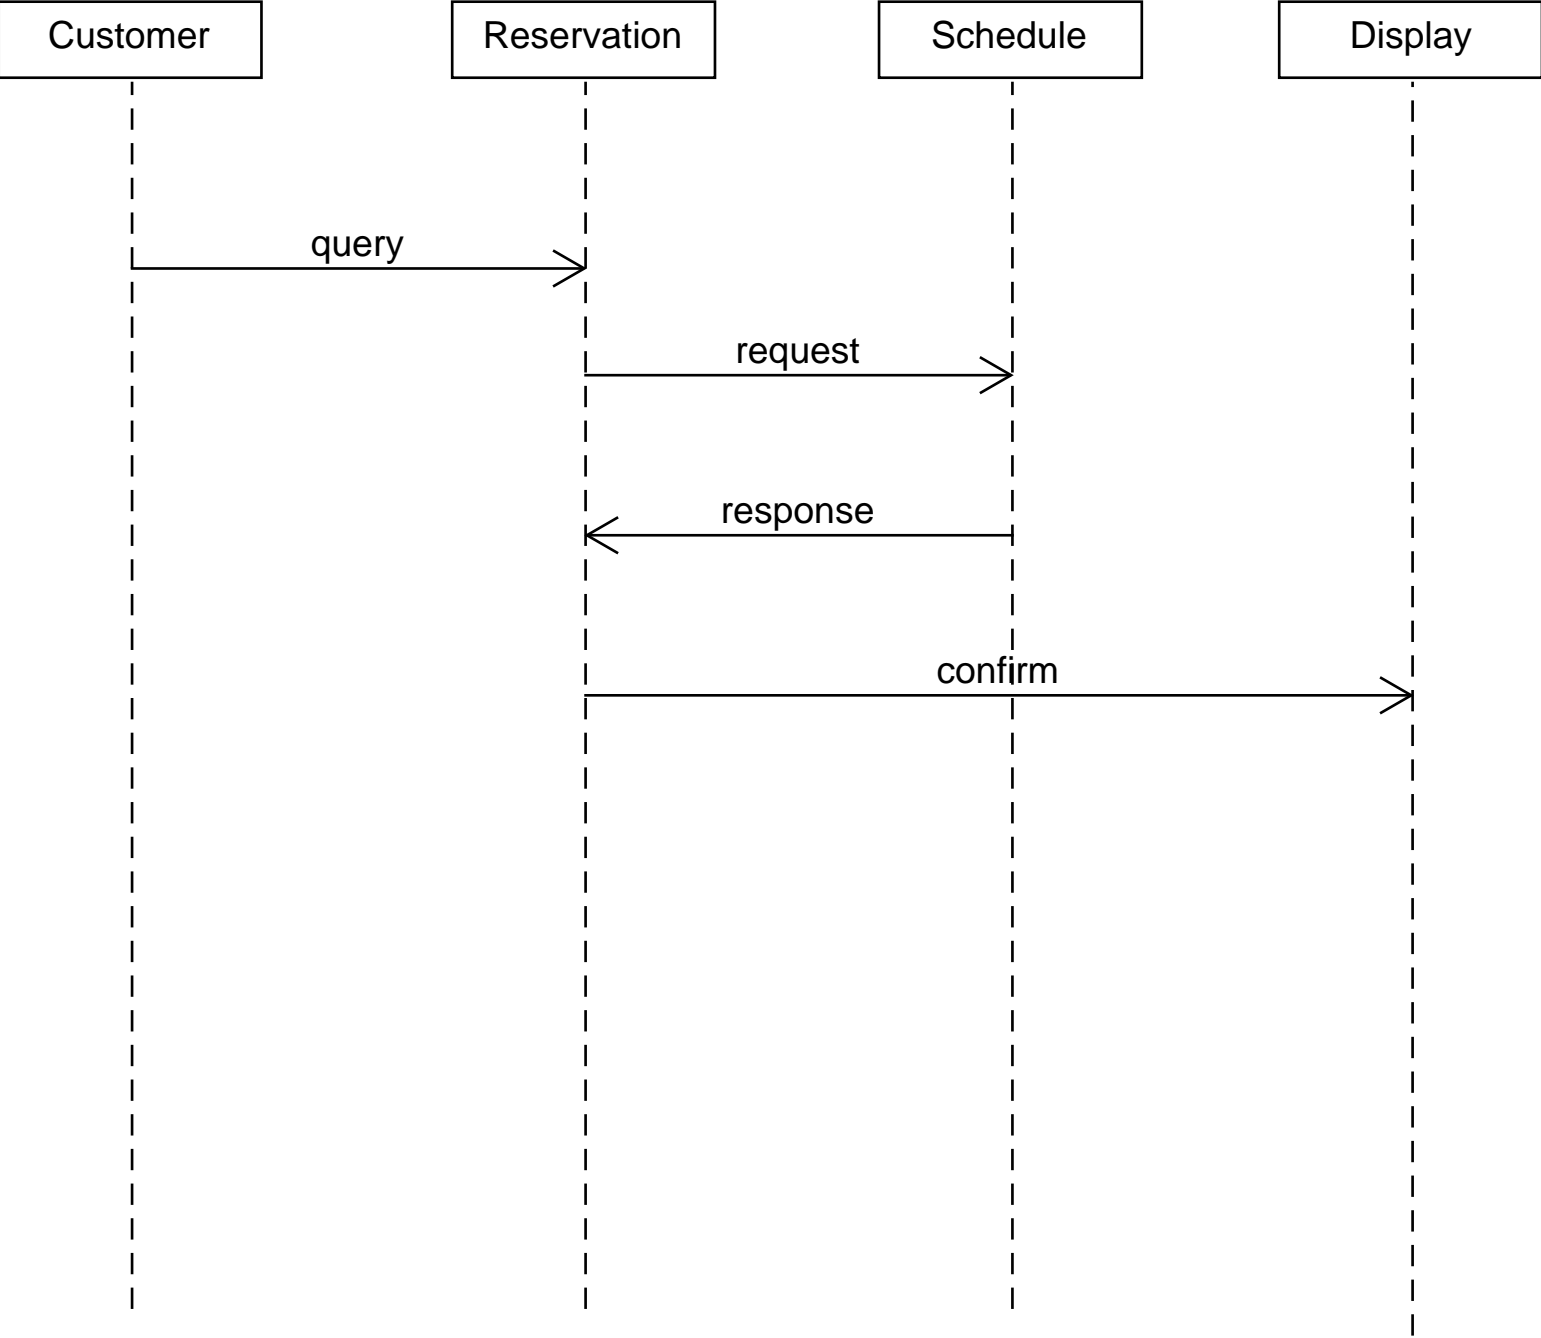 Customer
Reservation
Schedule
Display
query
request
response
confirm